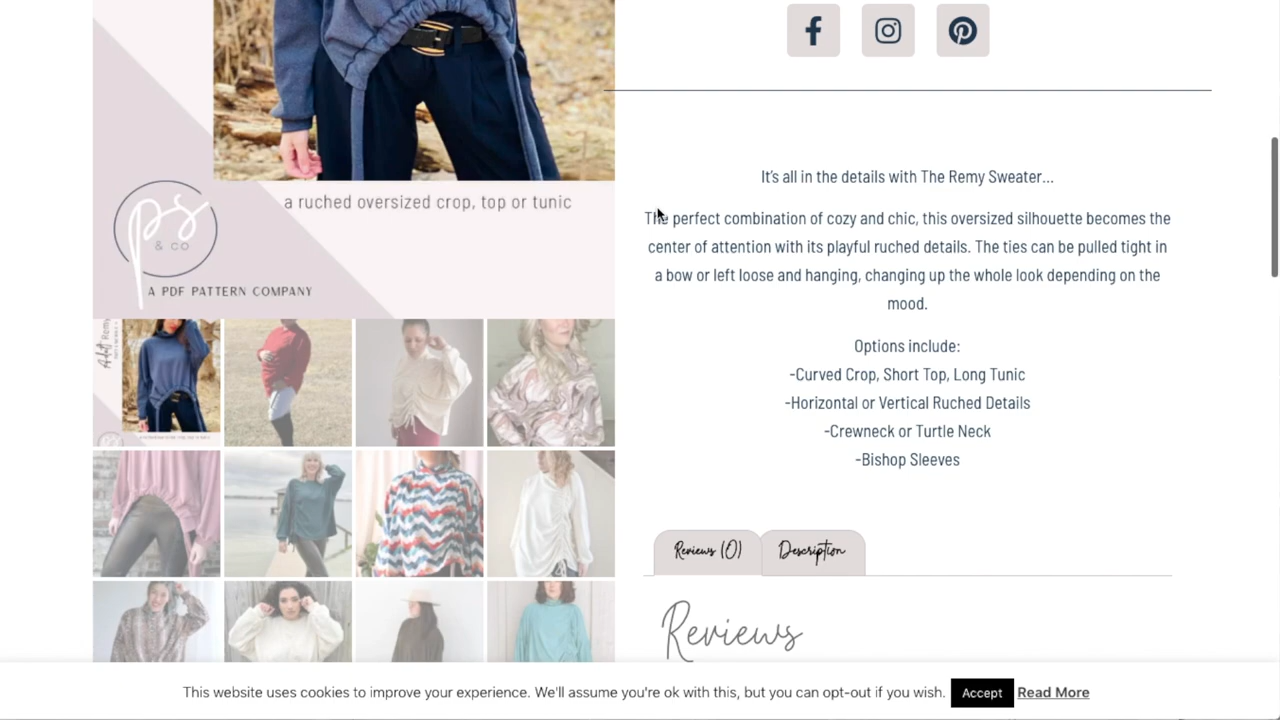 a ruched oversized crop, top or tunic
ps
& co
A PDF PATTERN COMPANY
It's all in the details with The Remy Sweater...
The perfect combination of cozy and chic, this oversized silhouette becomes the
center of attention with its playful ruched details. The ties can be pulled tight in
a bow or left loose and hanging, changing up the whole look depending on the
mood.
Options include:
-Curved Crop, Short Top, Long Tunic
-Horizontal or Vertical Ruched Details
-Crewneck or Turtle Neck
-Bishop Sleeves
Reviews (0)
Description
Reviews
This website uses cookies to improve your experience. We'll assume you're ok with this, but you can opt-out if you wish. Accept Read More